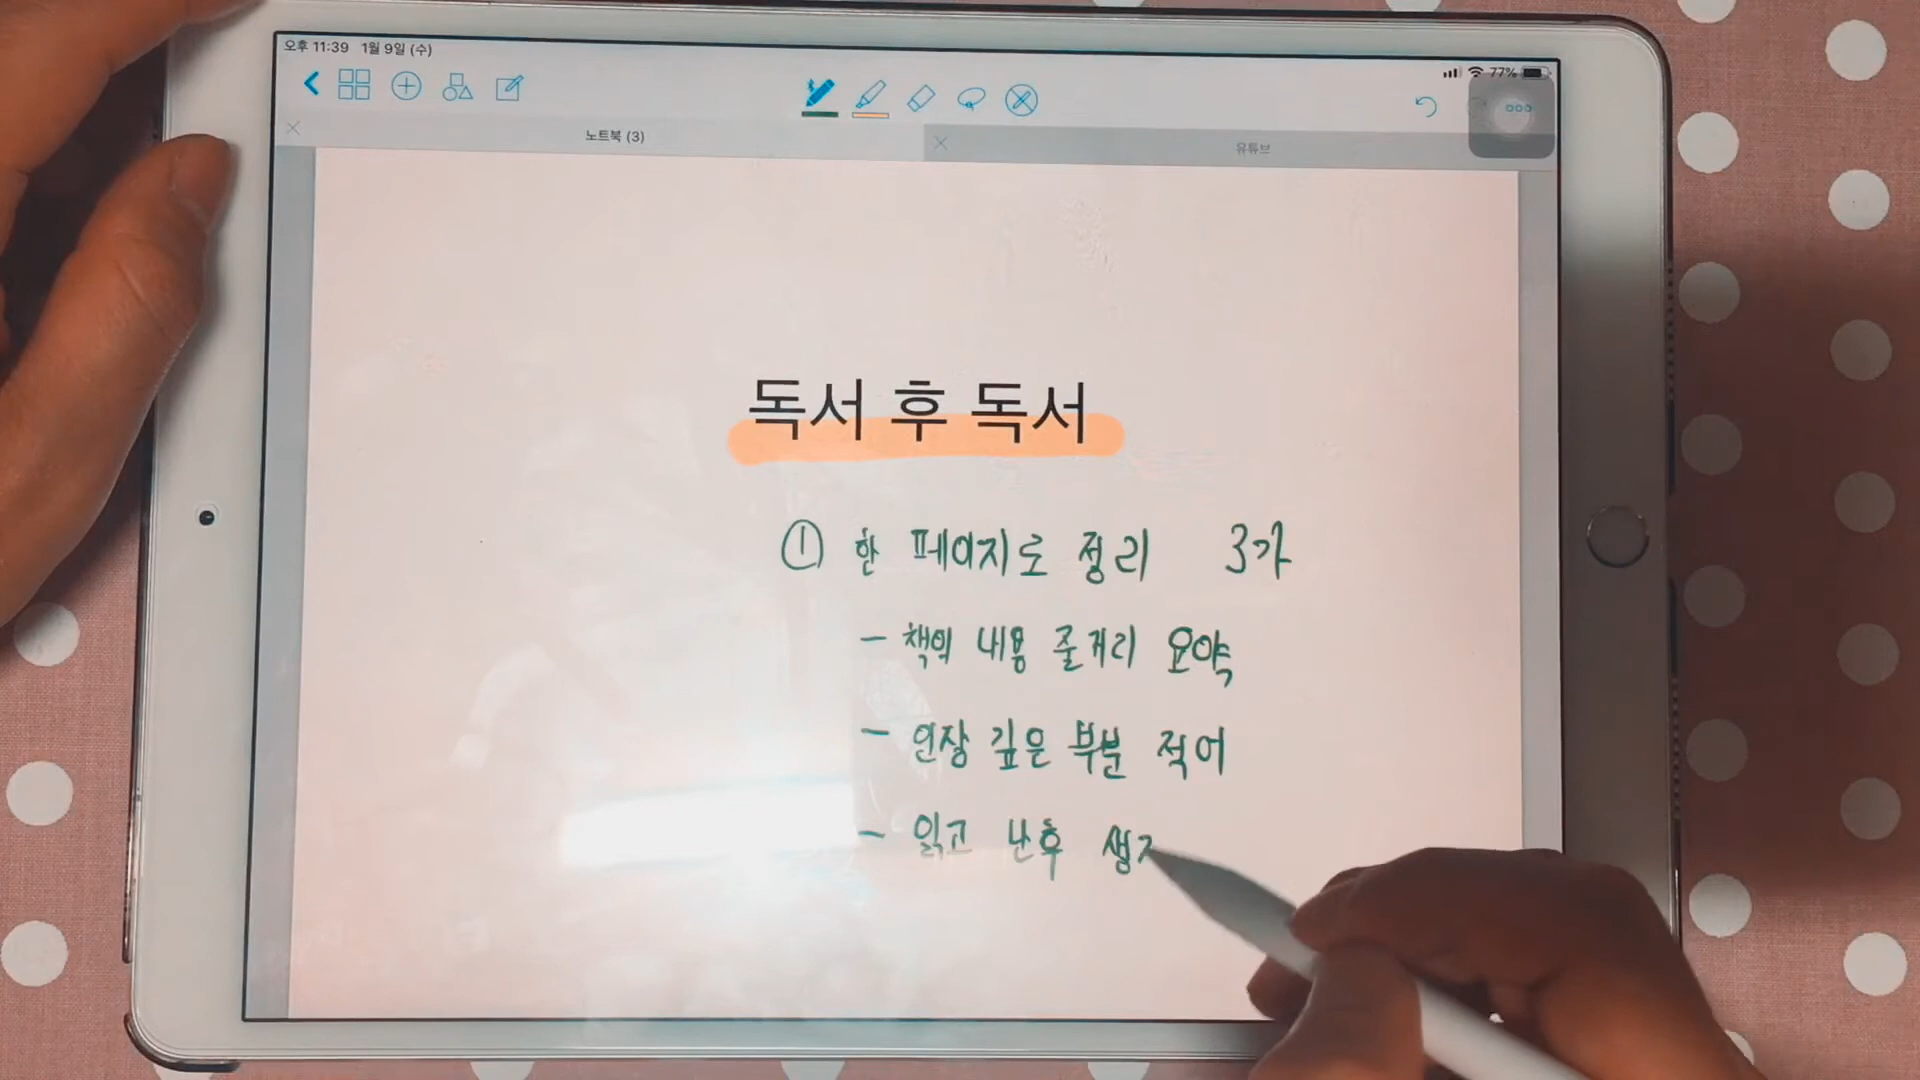 오후 11:39 1월 9일 (수)
77%
노트북 (3)
유튜브
독서 후 독서
① 한 페이지로 정리 3가
- 책의 내용 줄거리 요약
- 인장 깊은 부분 적어
- 읽고 난후 생